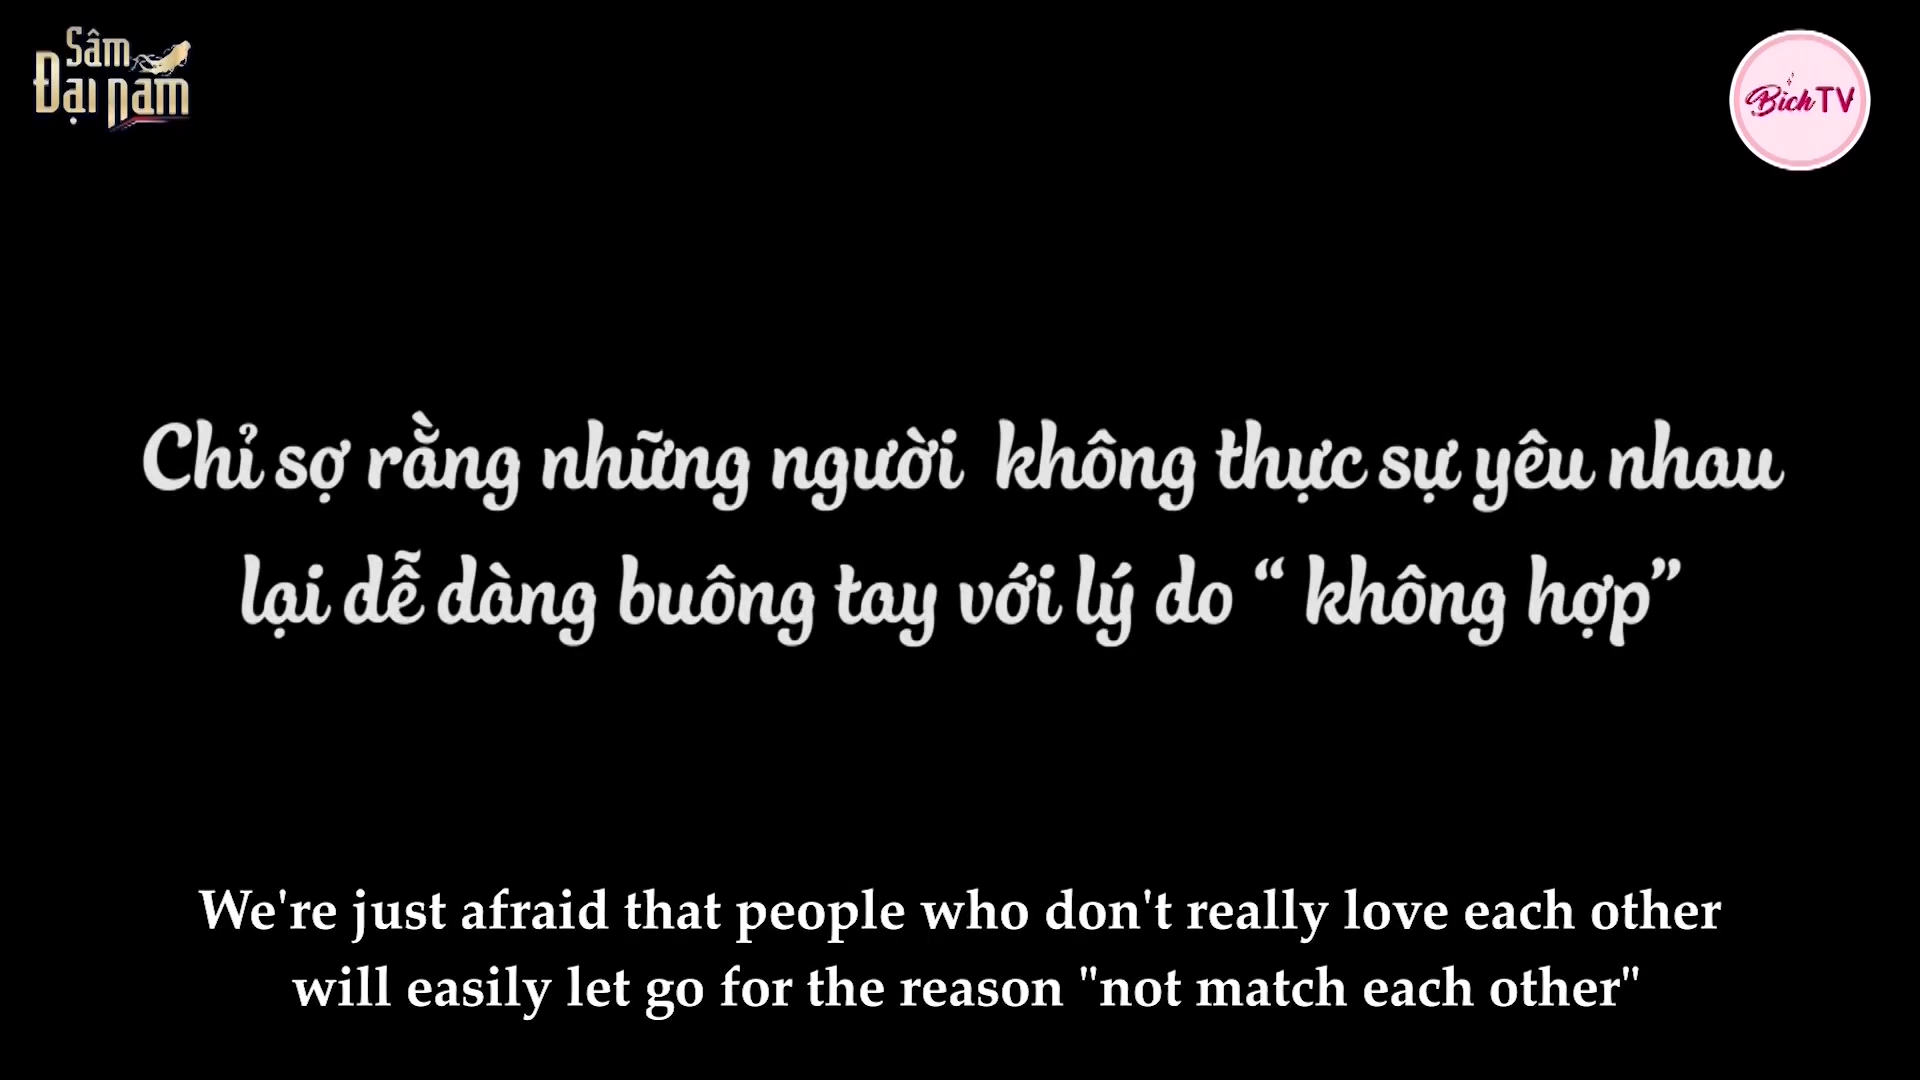 Sâm
Đại nam
BíchTV
Chỉ sợ rằng những người không thực sự yêu nhau
lại dễ dàng buông tay với lý do “ không hợp”
We're just afraid that people who don't really love each other
will easily let go for the reason "not match each other"